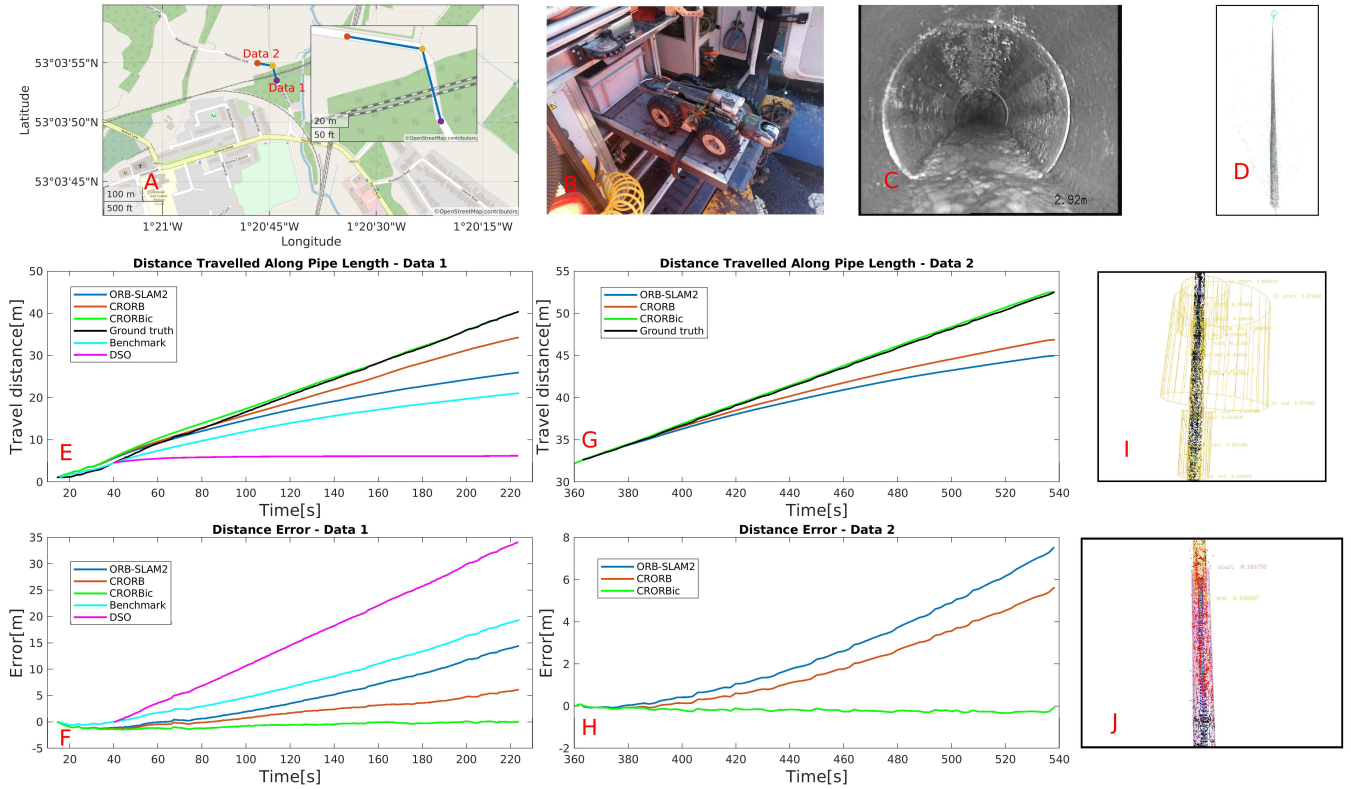 Data 2
Data 1
53°03'55"N
53°03'50"N
53°03'45"N
Latitude
20 m
50 ft
©OpenStreetMap contributors
100 m
500 ft
©OpenStreetMap contributors
A
1°21'W
1°20'45"W
1°20'30"W
1°20'15"W
Longitude
B
C
2.92m
D
Distance Travelled Along Pipe Length - Data 1
Travel distance[m]
50
40
30
20
10
0
ORB-SLAM2
CRORB
CRORBic
Ground truth
Benchmark
DSO
E
20 40 60 80 100 120 140 160 180 200 220
Time[s]
Distance Travelled Along Pipe Length - Data 2
Travel distance[m]
55
50
45
40
35
30
ORB-SLAM2
CRORB
CRORBic
Ground truth
G
360 380 400 420 440 460 480 500 520 540
Time[s]
I
Distance Error - Data 1
Error[m]
35
30
25
20
15
10
5
0
-5
ORB-SLAM2
CRORB
CRORBic
Benchmark
DSO
F
20 40 60 80 100 120 140 160 180 200 220
Time[s]
Distance Error - Data 2
Error[m]
8
6
4
2
0
-2
ORB-SLAM2
CRORB
CRORBic
H
360 380 400 420 440 460 480 500 520 540
Time[s]
start
end
J